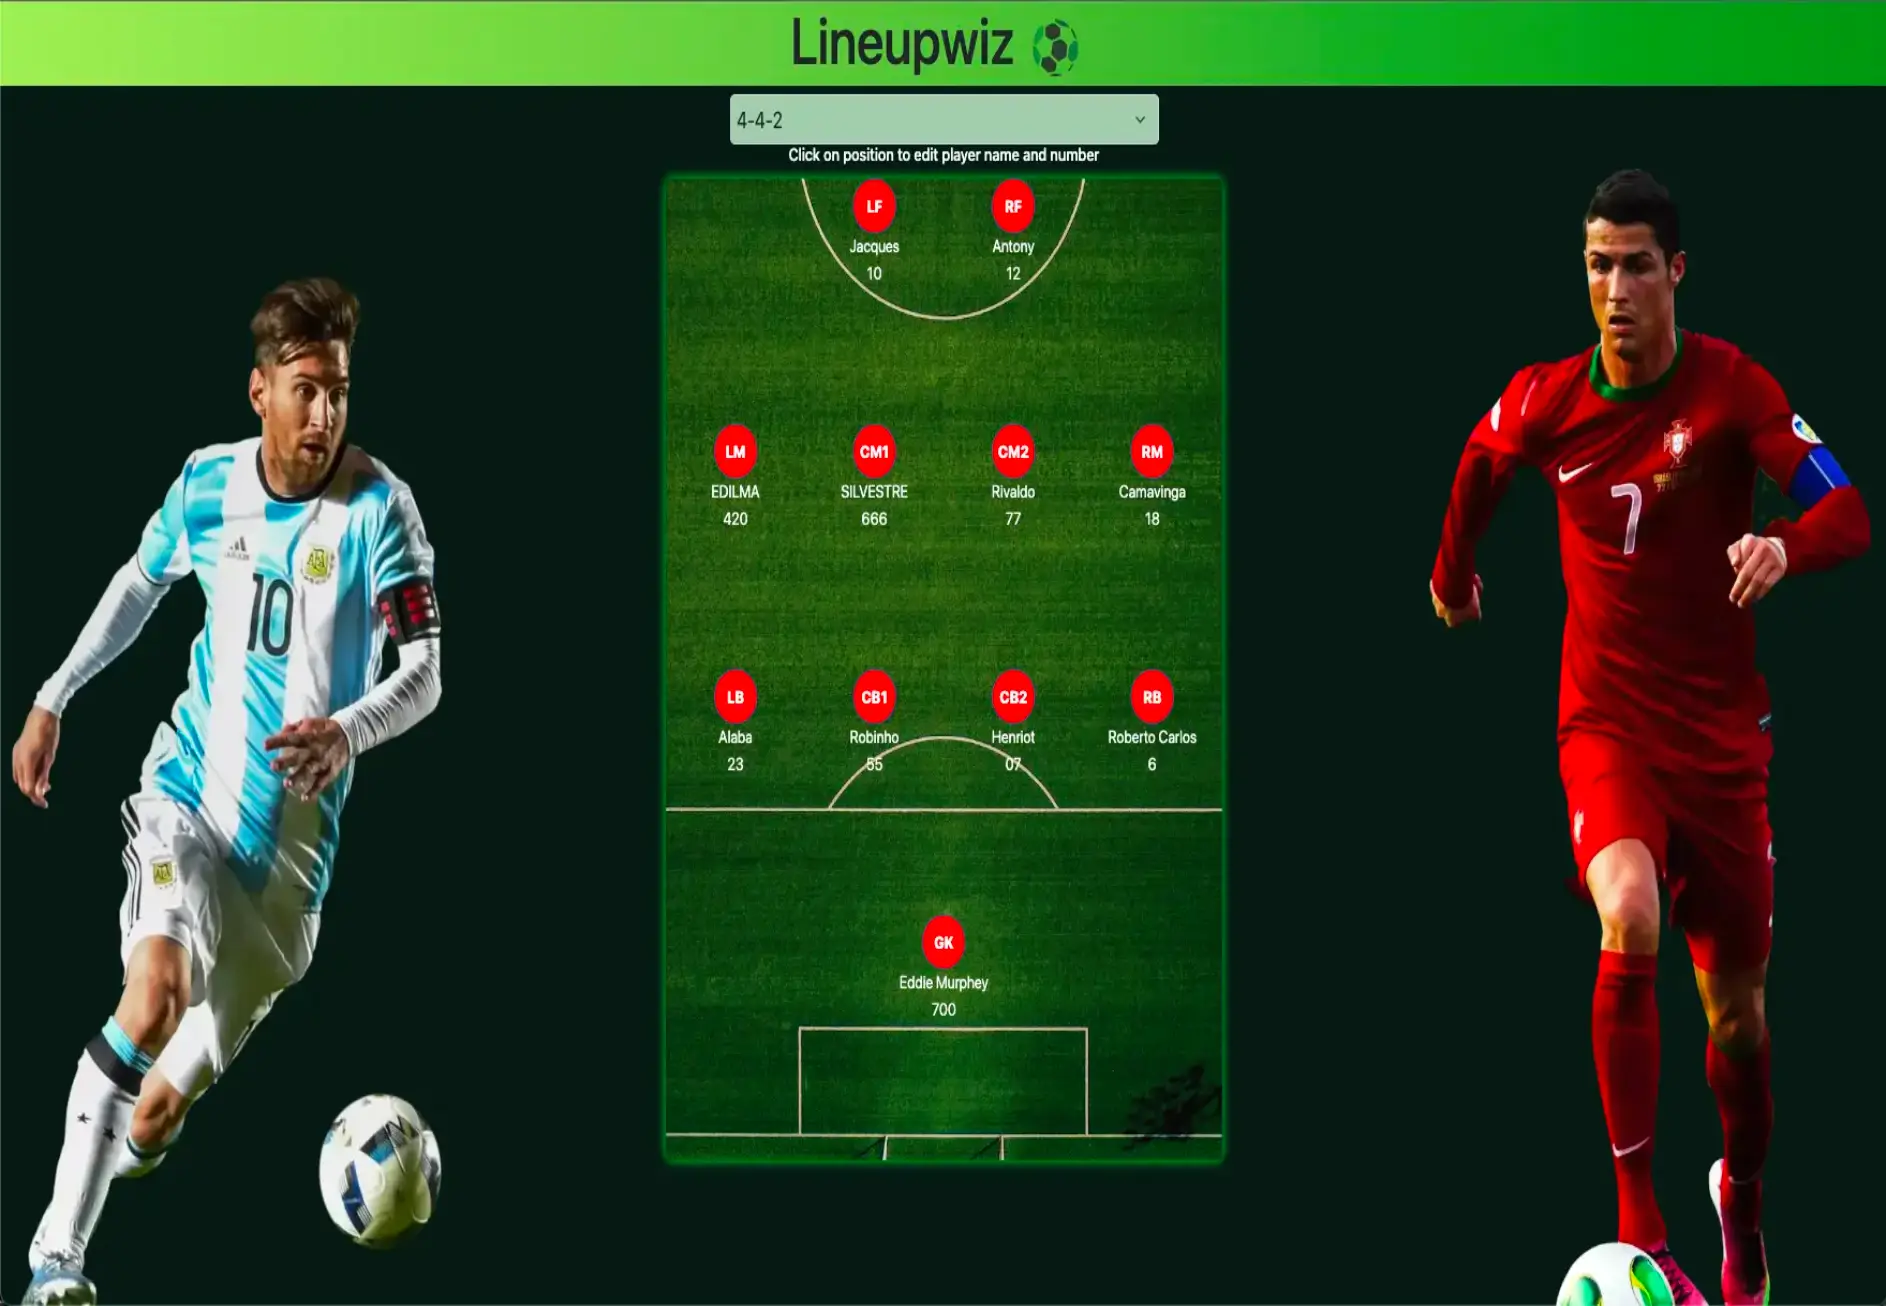 Lineupwiz
4-4-2
Click on position to edit player name and number
LF RF
Jacques Antony
10 12
LM CM1 CM2 RM
EDILMA SILVESTRE Rivaldo Camavinga
420 666 77 18
LB CB1 CB2 RB
Alaba Robinho Henriot Roberto Carlos
23 55 07 6
GK
Eddie Murphey
700
10
7